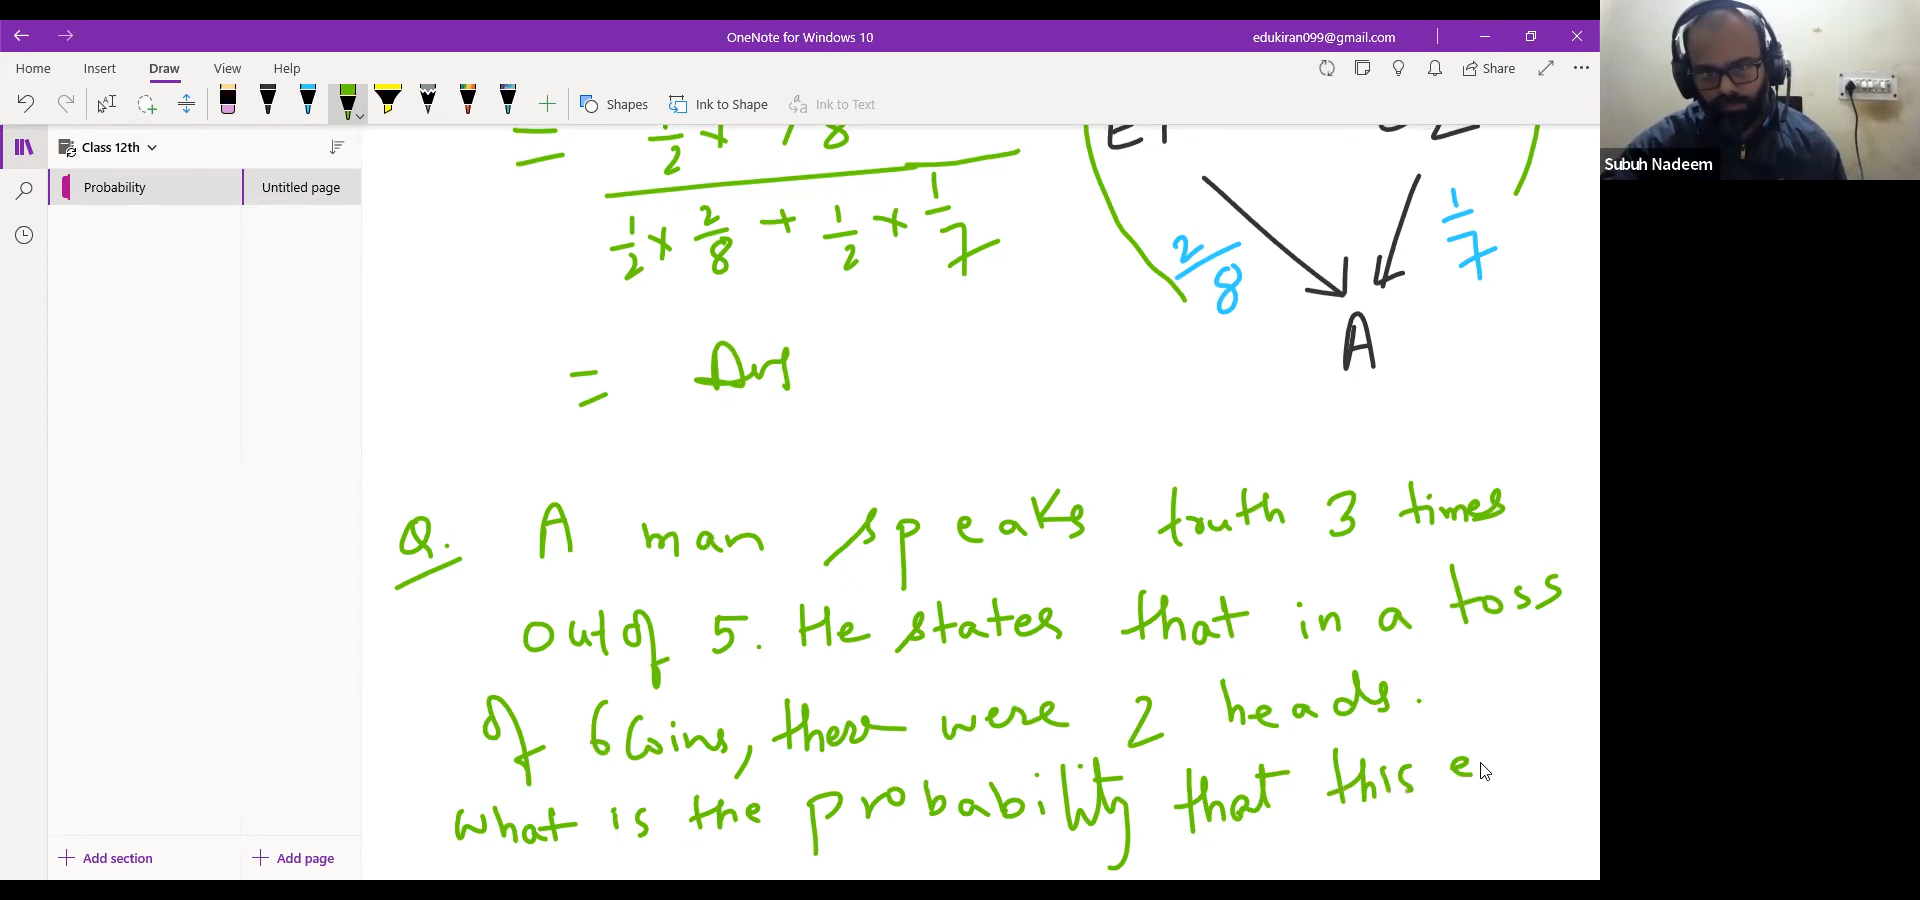 OneNote for Windows 10
edukiran099@gmail.com
Home Insert Draw View Help
Share
Shapes
Ink to Shape
Ink to Text
Class 12th
Probability
Untitled page
1/2 × 2/8 + 1/2 × 1/7
2/8
1/7
A
= Ans
Q. A man speaks truth 3 times
out of 5. He states that in a toss
of 6 Coins, there were 2 heads.
what is the probability that this e
Add section
Add page
Subuh Nadeem